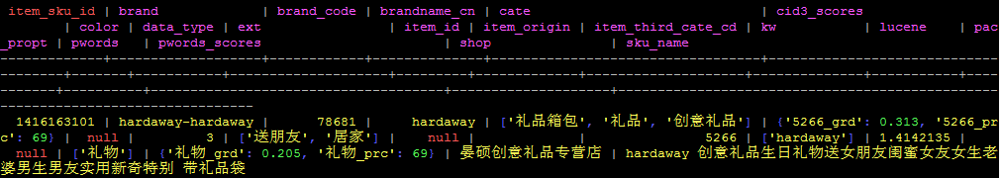 item_sku_id | brand | brand_code | brandname_cn | cate | cid3_scores
| color | data_type | ext | item_id | item_origin | item_third_cate_cd | kw | lucene | pac
_propt | pwords | pwords_scores | shop | sku_name
---------------+-----------------------+-------------+----------------+-----------------------------------+------------------------------
---------+-------+-----------+--------------------+---------+-------------+--------------------+------------+-----------+----
-------+----------+-------------------------------------+--------------------+---------------------------------------------
--------------------------------
1416163101 | hardaway-hardaway | 78681 | hardaway | ['礼品箱包', '礼品', '创意礼品'] | {'5266_grd': 0.313, '5266_pr
c': 69} | null | 3 | ['送朋友', '居家'] | null | 5266 | ['hardaway'] | 1.4142135 |
null | ['礼物'] | {'礼物_grd': 0.205, '礼物_prc': 69} | 晏硕创意礼品专营店 | hardaway 创意礼品生日礼物送女朋友闺蜜女友女生老
婆男生男友实用新奇特别 带礼品袋